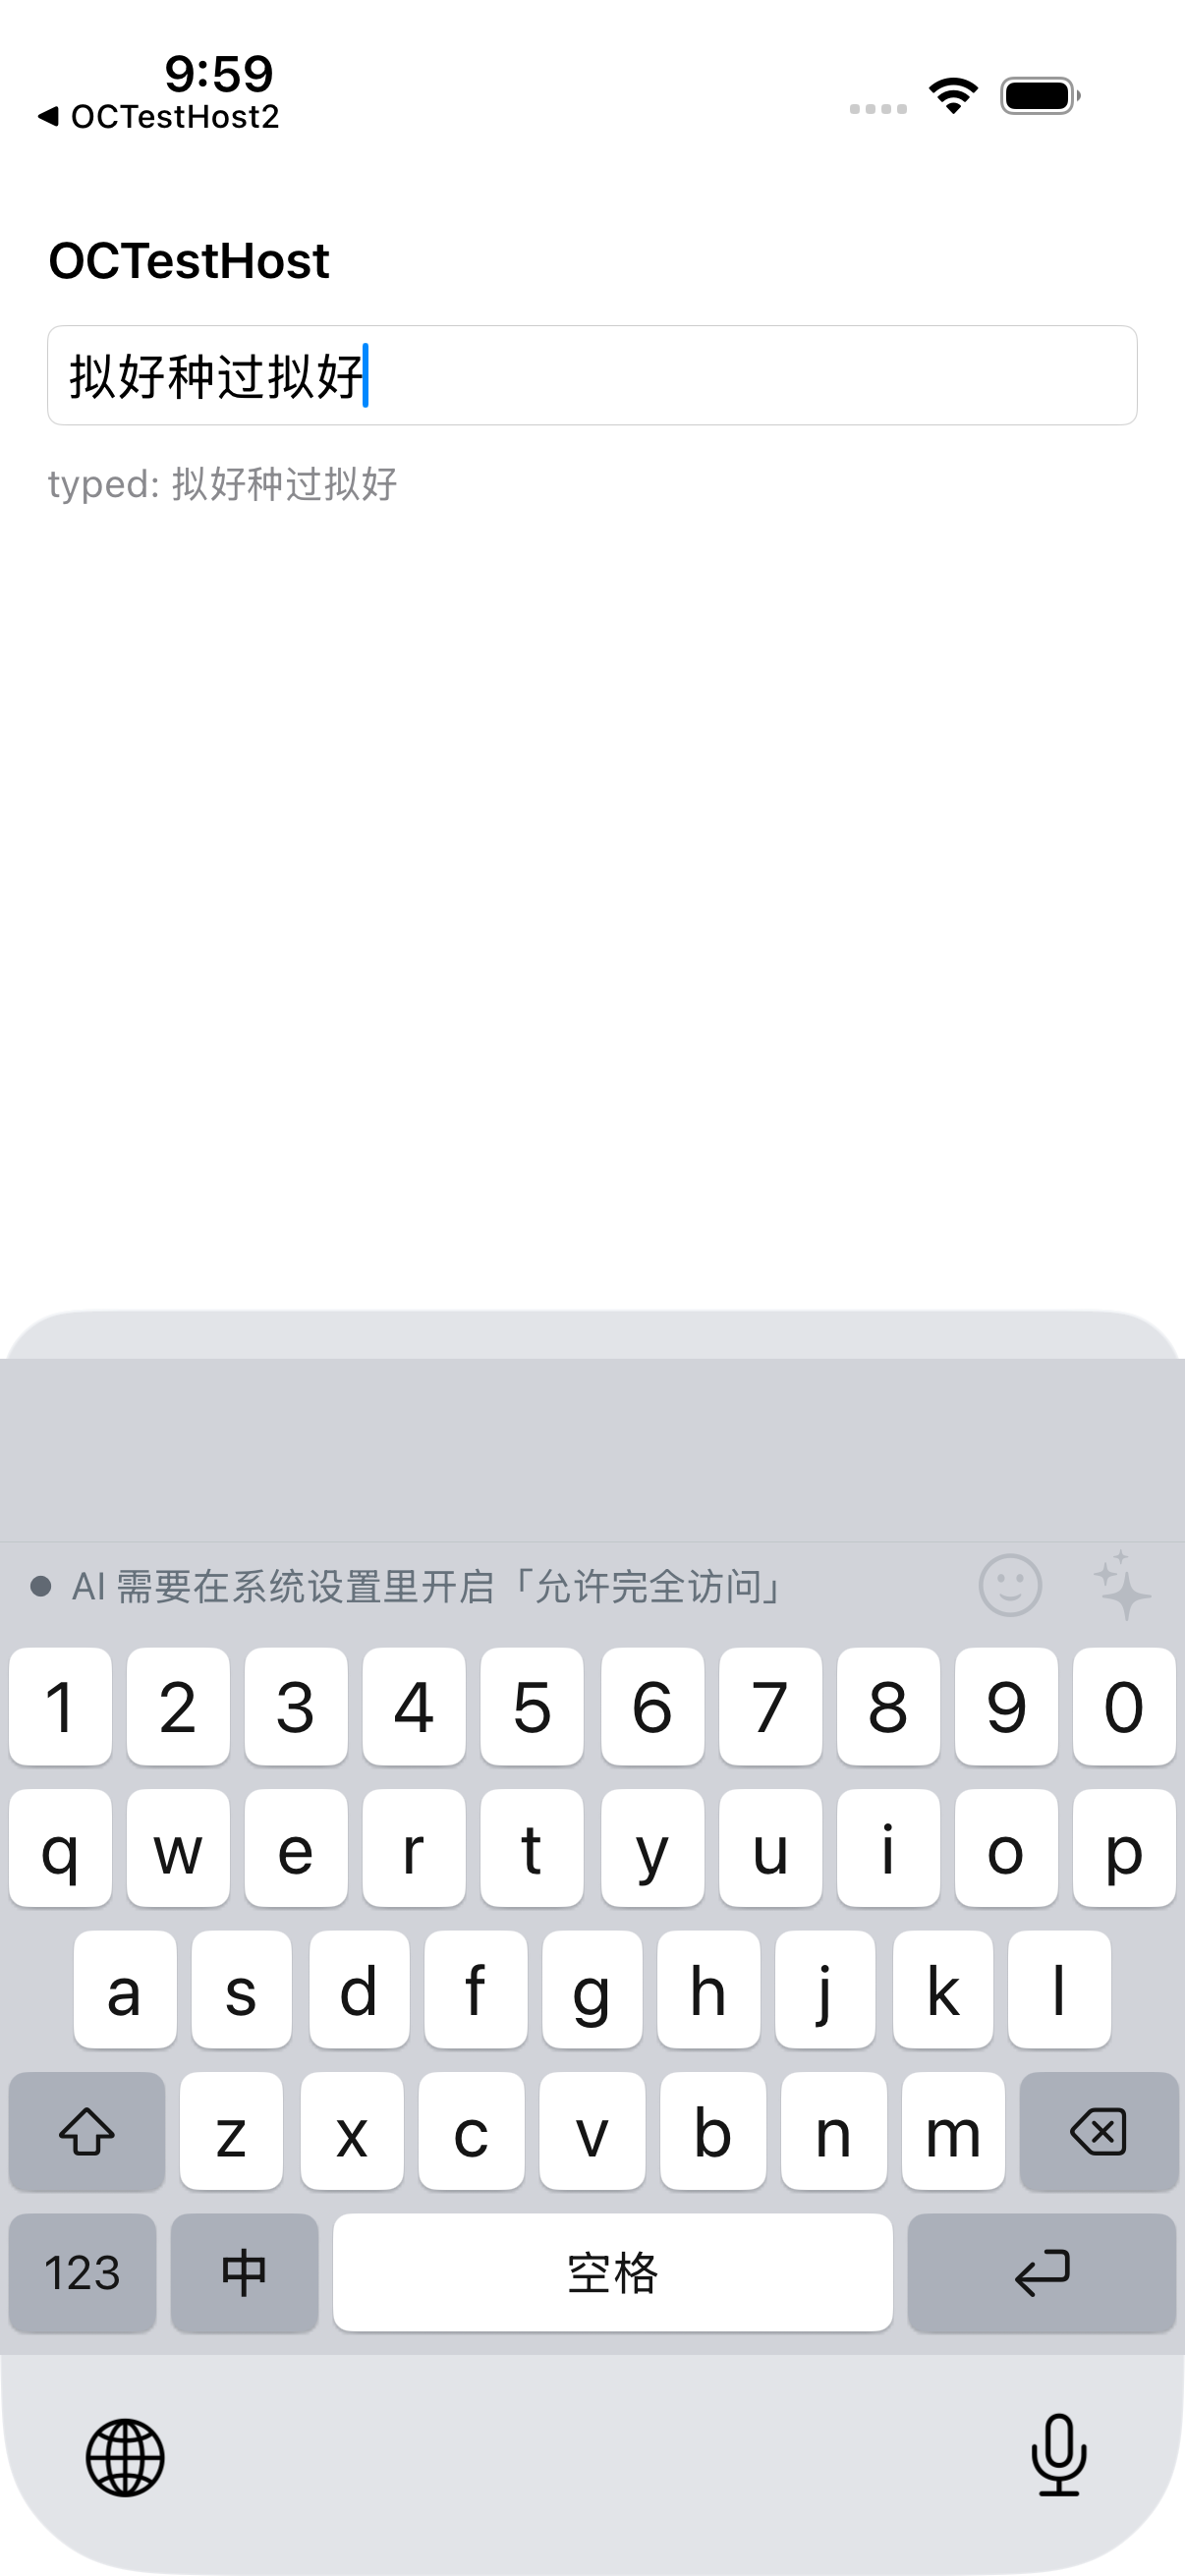 9:59
◀ OCTestHost2
OCTestHost
拟好种过拟好
typed: 拟好种过拟好
AI 需要在系统设置里开启「允许完全访问」
1 2 3 4 5 6 7 8 9 0
q w e r t y u i o p
a s d f g h j k l
z x c v b n m
123 中 空格